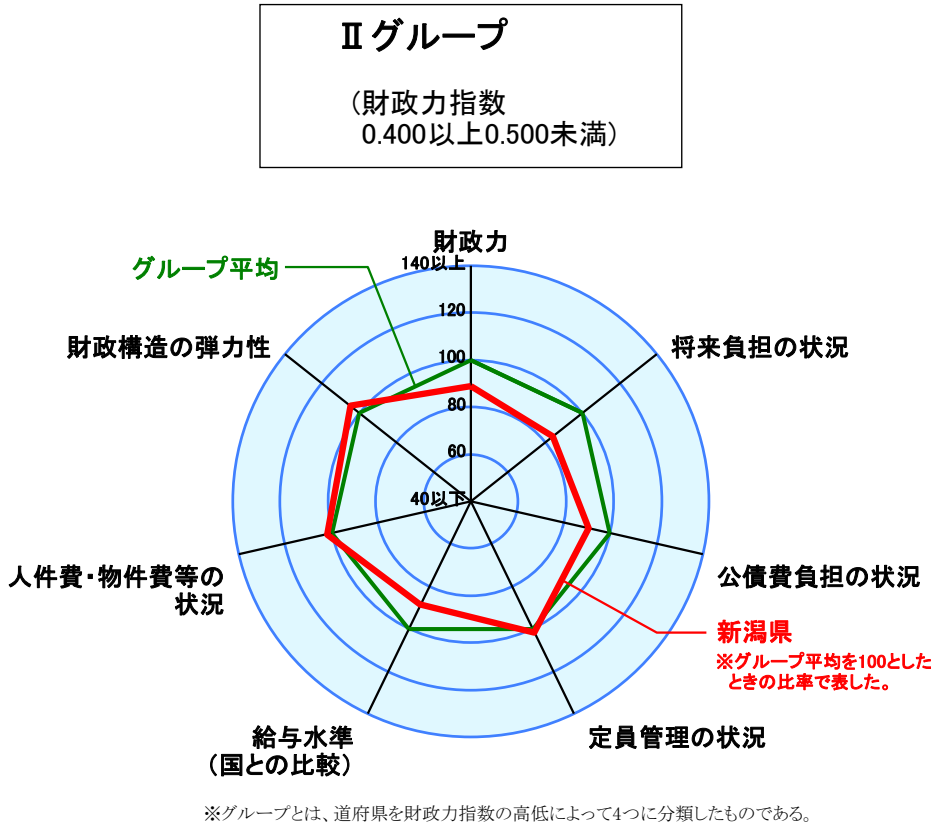 Ⅱグループ
(財政力指数
0.400以上0.500未満)
財政力
140以上
グループ平均
120
財政構造の弾力性
将来負担の状況
100
80
60
40以下
人件費・物件費等の
状況
公債費負担の状況
新潟県
※グループ平均を100とした
ときの比率で表した。
給与水準
(国との比較)
定員管理の状況
※グループとは、道府県を財政力指数の高低によって4つに分類したものである。